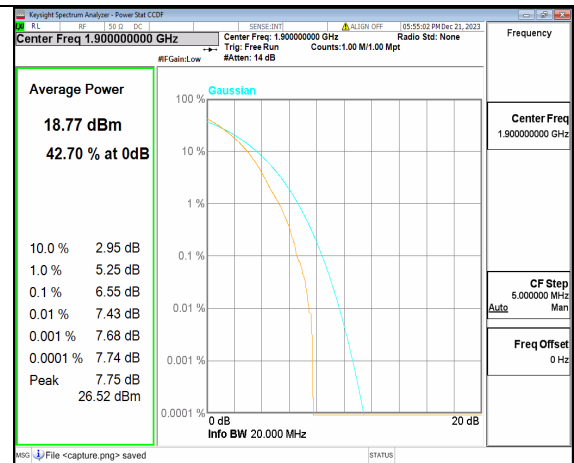 Keysight Spectrum Analyzer - Power Stat CCDF
RL RF 50 Ω DC SENSE:INT ALIGN OFF 05:55:02 PM Dec 21, 2023
Center Freq 1.900000000 GHz
Center Freq: 1.900000000 GHz Radio Std: None
Trig: Free Run Counts:1.00 M/1.00 Mpt
#IFGain:Low #Atten: 14 dB
Frequency
Average Power
18.77 dBm
42.70 % at 0dB
10.0 % 2.95 dB
1.0 % 5.25 dB
0.1 % 6.55 dB
0.01 % 7.43 dB
0.001 % 7.68 dB
0.0001 % 7.74 dB
Peak 7.75 dB
26.52 dBm
Gaussian
100 %
10 %
1 %
0.1 %
0.01 %
0.001 %
0.0001 %
0 dB 20 dB
Info BW 20.000 MHz
Center Freq
1.900000000 GHz
CF Step
5.000000 MHz
Auto Man
Freq Offset
0 Hz
MSG File <capture.png> saved STATUS